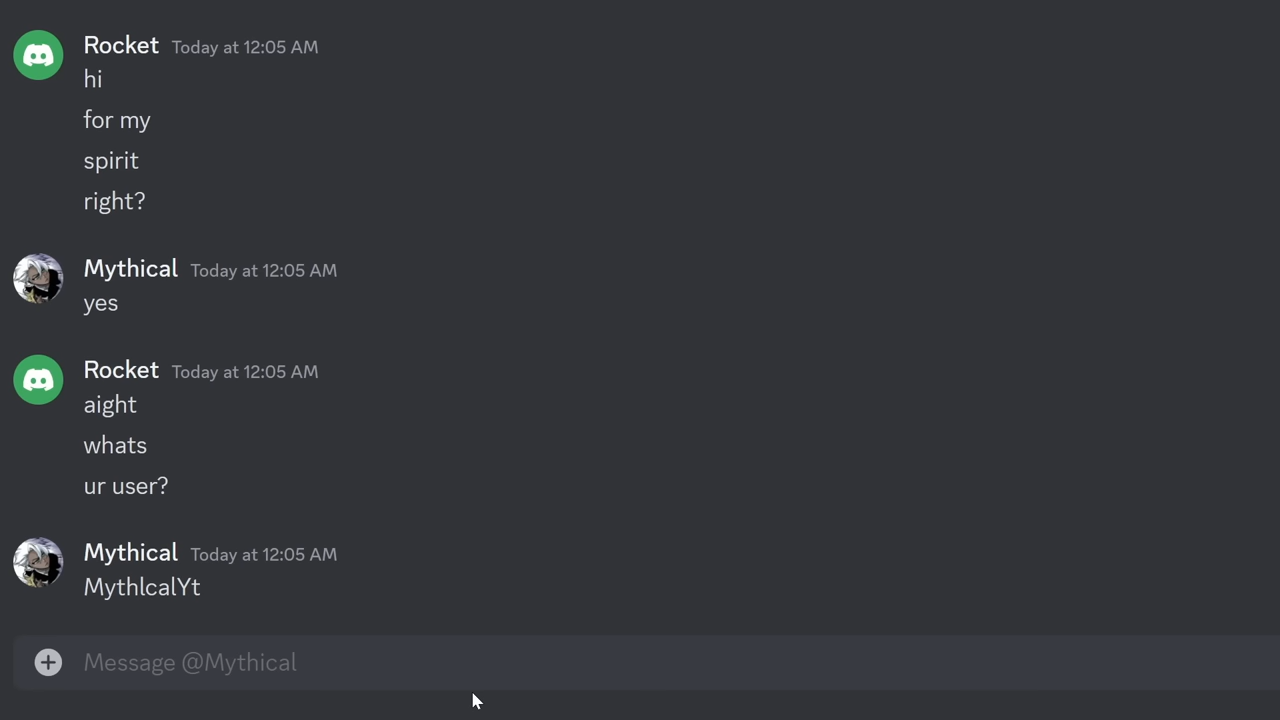 Rocket Today at 12:05 AM
hi
for my
spirit
right?
Mythical Today at 12:05 AM
yes
Rocket Today at 12:05 AM
aight
whats
ur user?
Mythical Today at 12:05 AM
MythlcalYt
Message @Mythical